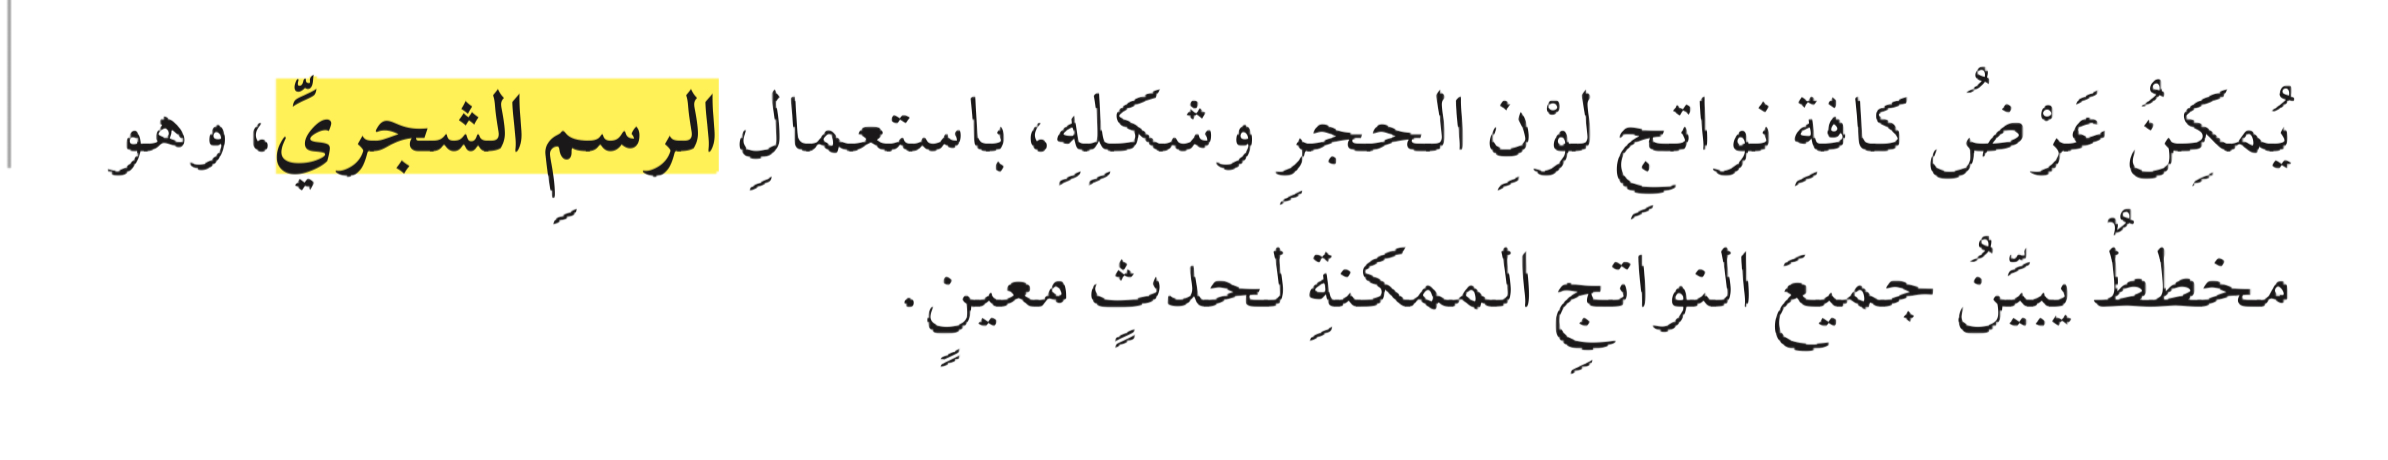 يُمكِنُ عَرْضُ كافةِ نواتجِ لوْنِ الحجرِ وشكلِهِ، باستعمالِ الرسمِ الشجريِّ، وهو
مخططٌ يبيِّنُ جميعَ النواتجِ الممكنةِ لحدثٍ معينٍ.